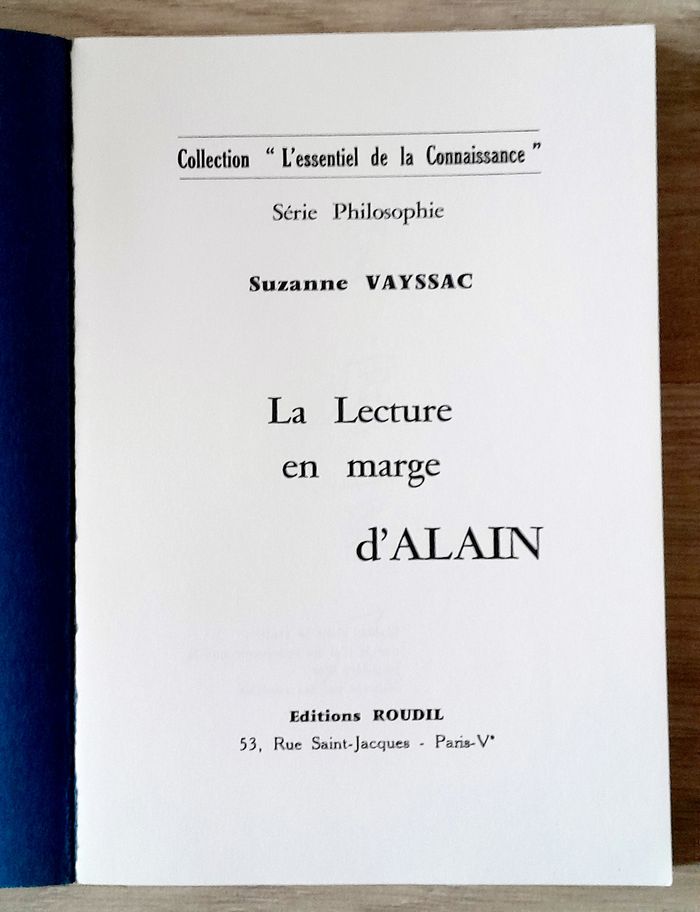 Collection “ L'essentiel de la Connaissance ”
Série Philosophie
Suzanne VAYSSAC
La Lecture
en marge
d'ALAIN
Editions ROUDIL
53, Rue Saint-Jacques - Paris-V°